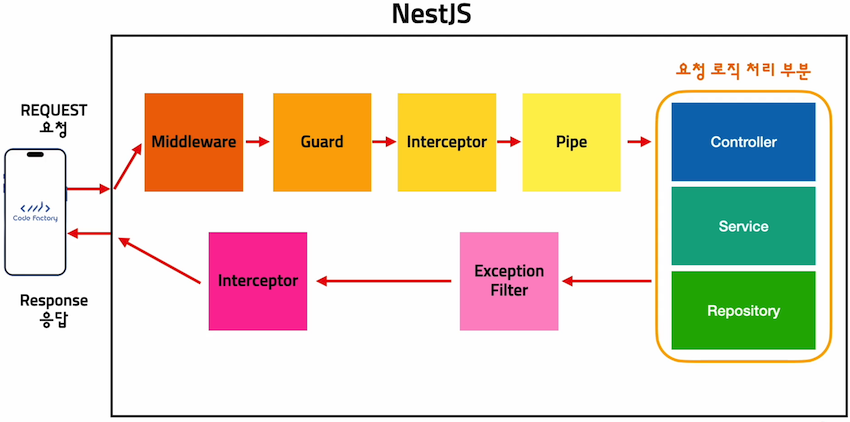 NestJS
요청 로직 처리 부분
REQUEST
요청
Middleware
Guard
Interceptor
Pipe
Controller
Service
Repository
Code Factory
Interceptor
Exception
Filter
Response
응답